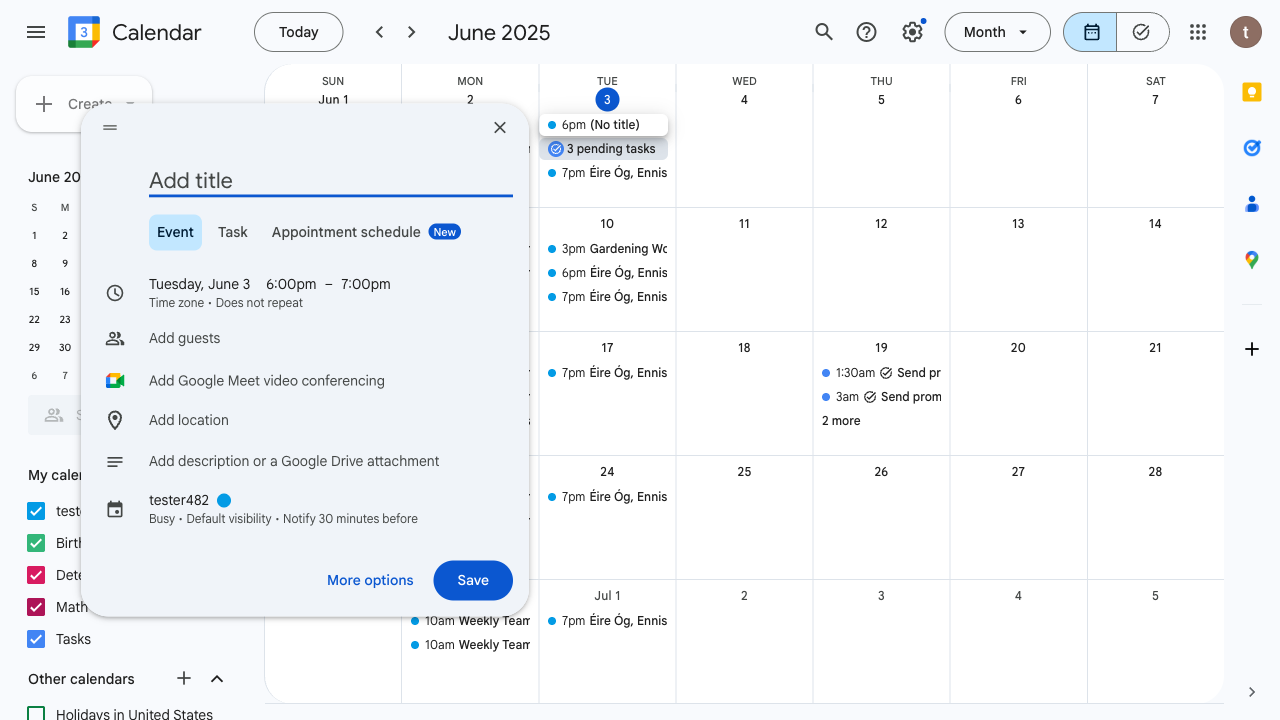 3
Calendar
Today
June 2025
Month
t
Create
June 20
S M
1 2
8 9
15 16
22 23
29 30
6 7
S
My caler
teste
Birth
Dete
Math
Tasks
Other calendars
Holidays in United States
Add title
Event Task Appointment schedule New
Tuesday, June 3 6:00pm – 7:00pm
Time zone • Does not repeat
Add guests
Add Google Meet video conferencing
Add location
Add description or a Google Drive attachment
tester482
Busy • Default visibility • Notify 30 minutes before
More options Save
SUN MON TUE WED THU FRI SAT
Jun 1 2 3 4 5 6 7
6pm (No title)
3 pending tasks
7pm Éire Óg, Ennis
10 11 12 13 14
3pm Gardening Wo
6pm Éire Óg, Ennis
7pm Éire Óg, Ennis
17 18 19 20 21
7pm Éire Óg, Ennis
1:30am Send pr
3am Send prom
2 more
24 25 26 27 28
7pm Éire Óg, Ennis
Jul 1 2 3 4 5
10am Weekly Team
7pm Éire Óg, Ennis
10am Weekly Team